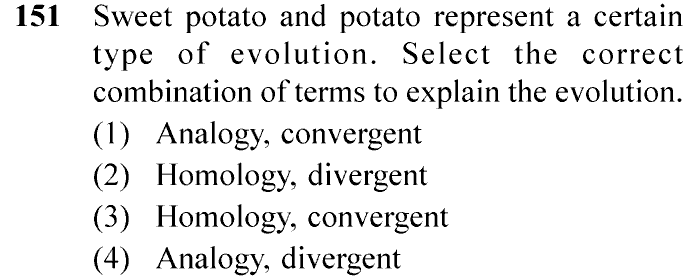 151 Sweet potato and potato represent a certain
type of evolution. Select the correct
combination of terms to explain the evolution.
(1) Analogy, convergent
(2) Homology, divergent
(3) Homology, convergent
(4) Analogy, divergent